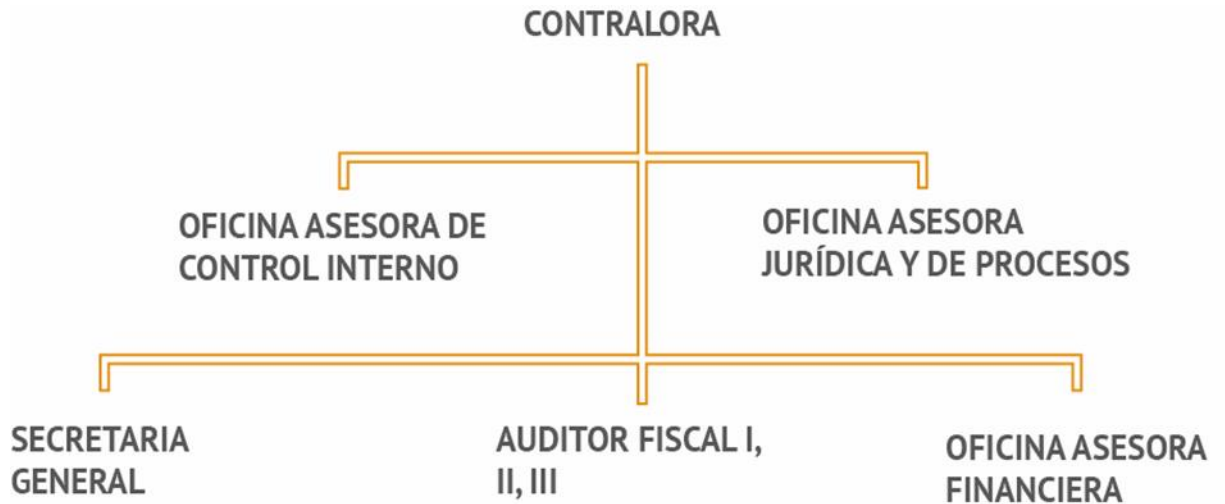 CONTRALORA
OFICINA ASESORA DE
CONTROL INTERNO
OFICINA ASESORA
JURÍDICA Y DE PROCESOS
SECRETARIA
GENERAL
AUDITOR FISCAL I,
II, III
OFICINA ASESORA
FINANCIERA